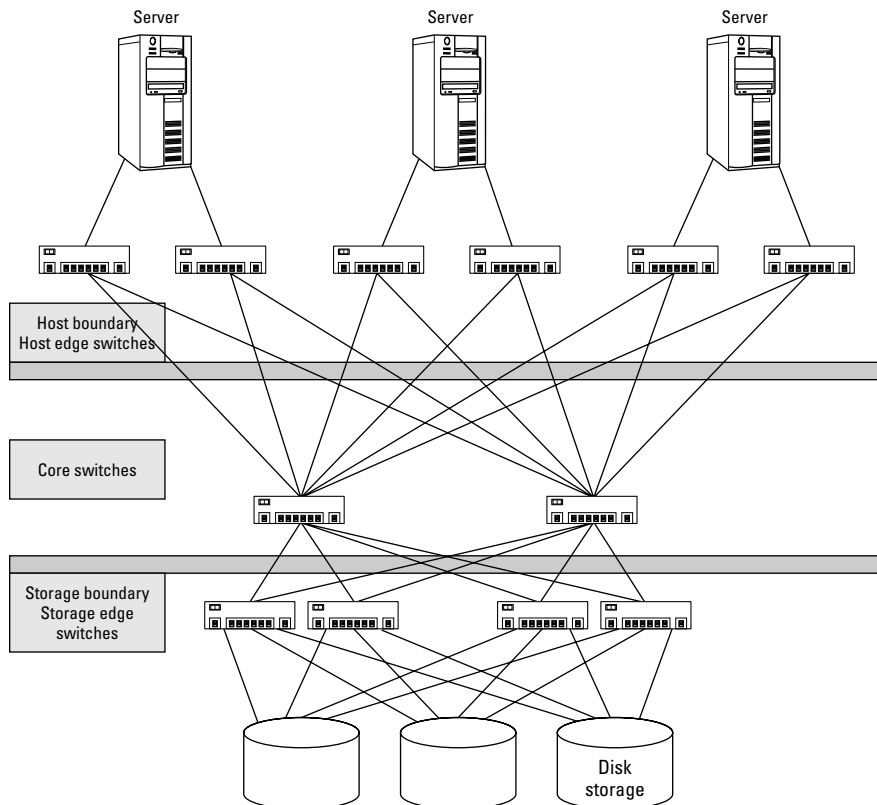 Server
Server
Server
Host boundary
Host edge switches
Core switches
Storage boundary
Storage edge
switches
Disk
storage